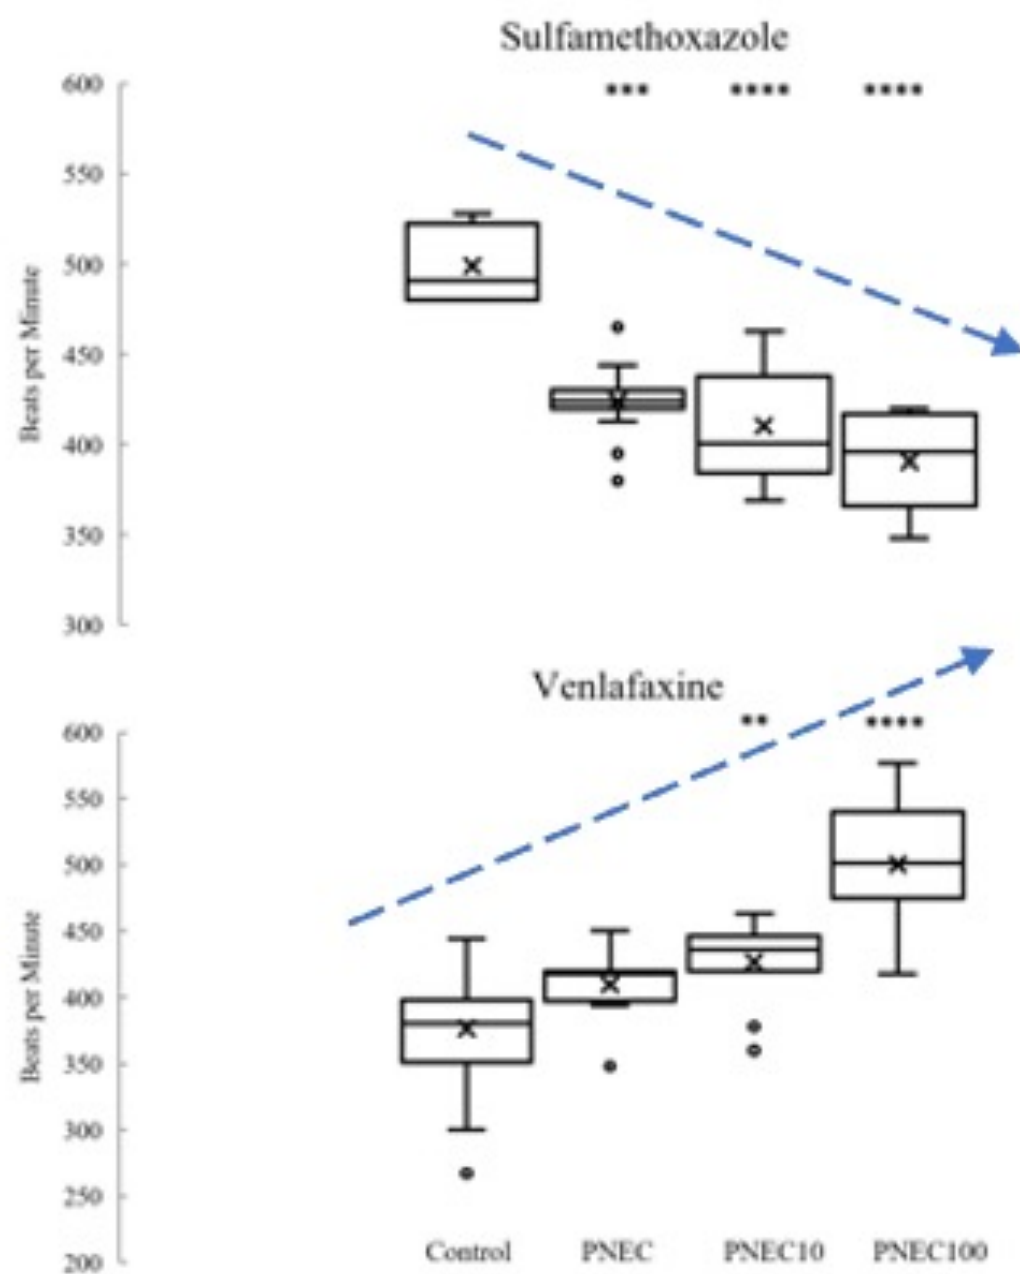 Sulfamethoxazole
600 *** **** ****
550
500
450
400
350
300
Beats per Minute
Venlafaxine
600 ** ****
550
500
450
400
350
300
250
200
Beats per Minute
Control PNEC PNEC10 PNEC100